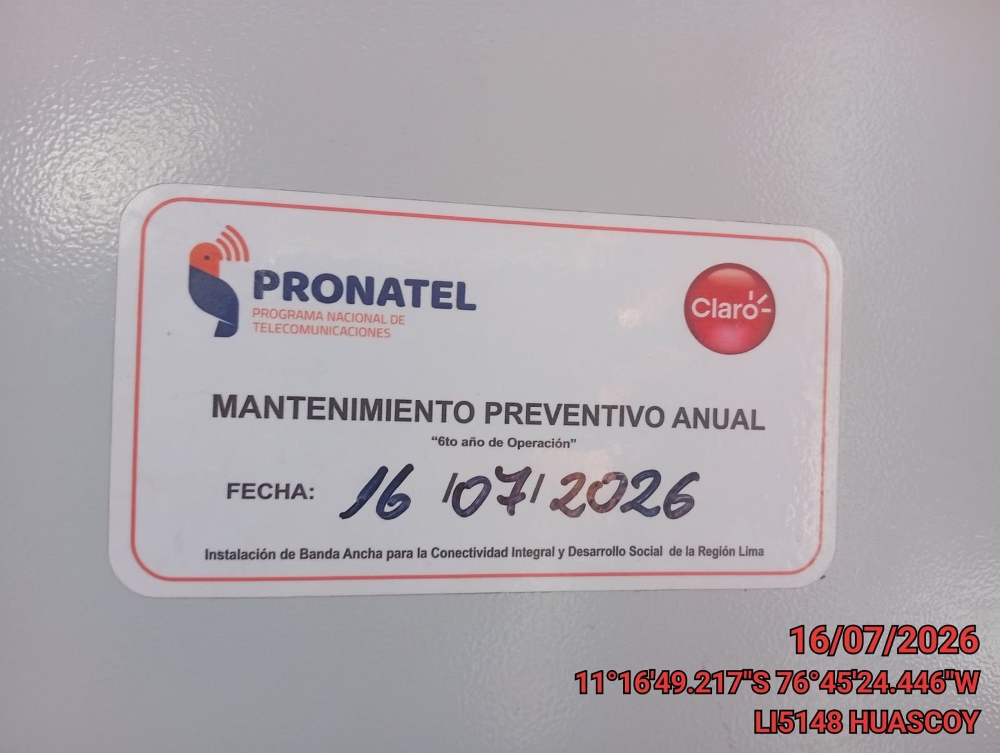 PRONATEL
PROGRAMA NACIONAL DE
TELECOMUNICACIONES
Claro
MANTENIMIENTO PREVENTIVO ANUAL
“6to año de Operación”
FECHA: 16 /07/ 2026
Instalación de Banda Ancha para la Conectividad Integral y Desarrollo Social de la Región Lima
16/07/2026
11°16'49.217"S 76°45'24.446"W
LI5148 HUASCOY